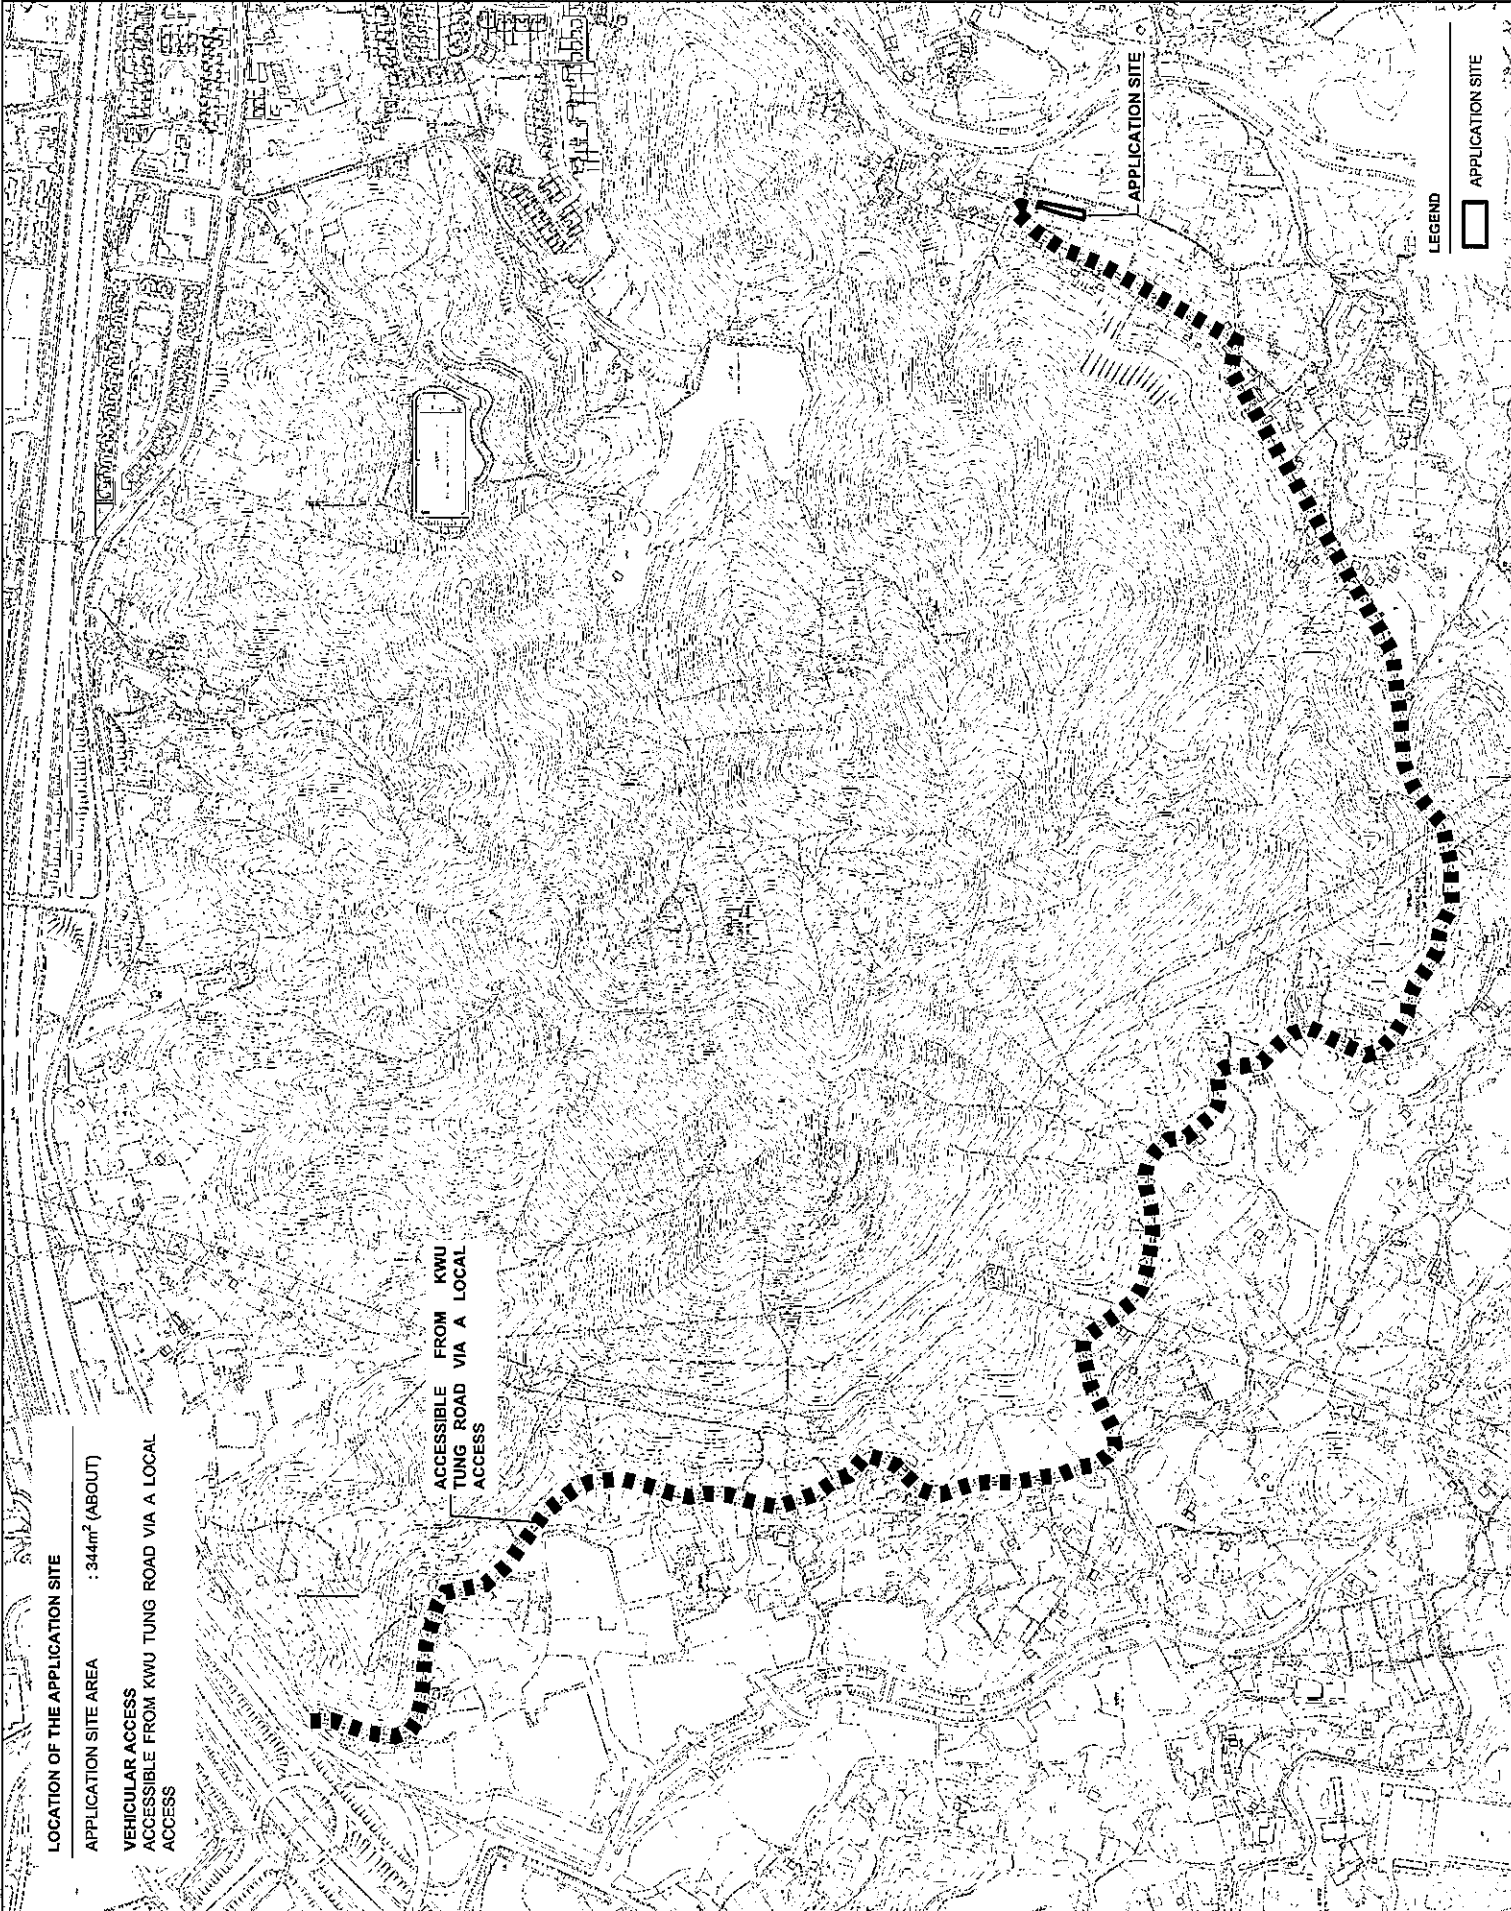 LOCATION OF THE APPLICATION SITE
APPLICATION SITE AREA : 344m² (ABOUT)
VEHICULAR ACCESS
ACCESSIBLE FROM KWU TUNG ROAD VIA A LOCAL
ACCESS
ACCESSIBLE FROM KWU
TUNG ROAD VIA A LOCAL
ACCESS
APPLICATION SITE
LEGEND
APPLICATION SITE